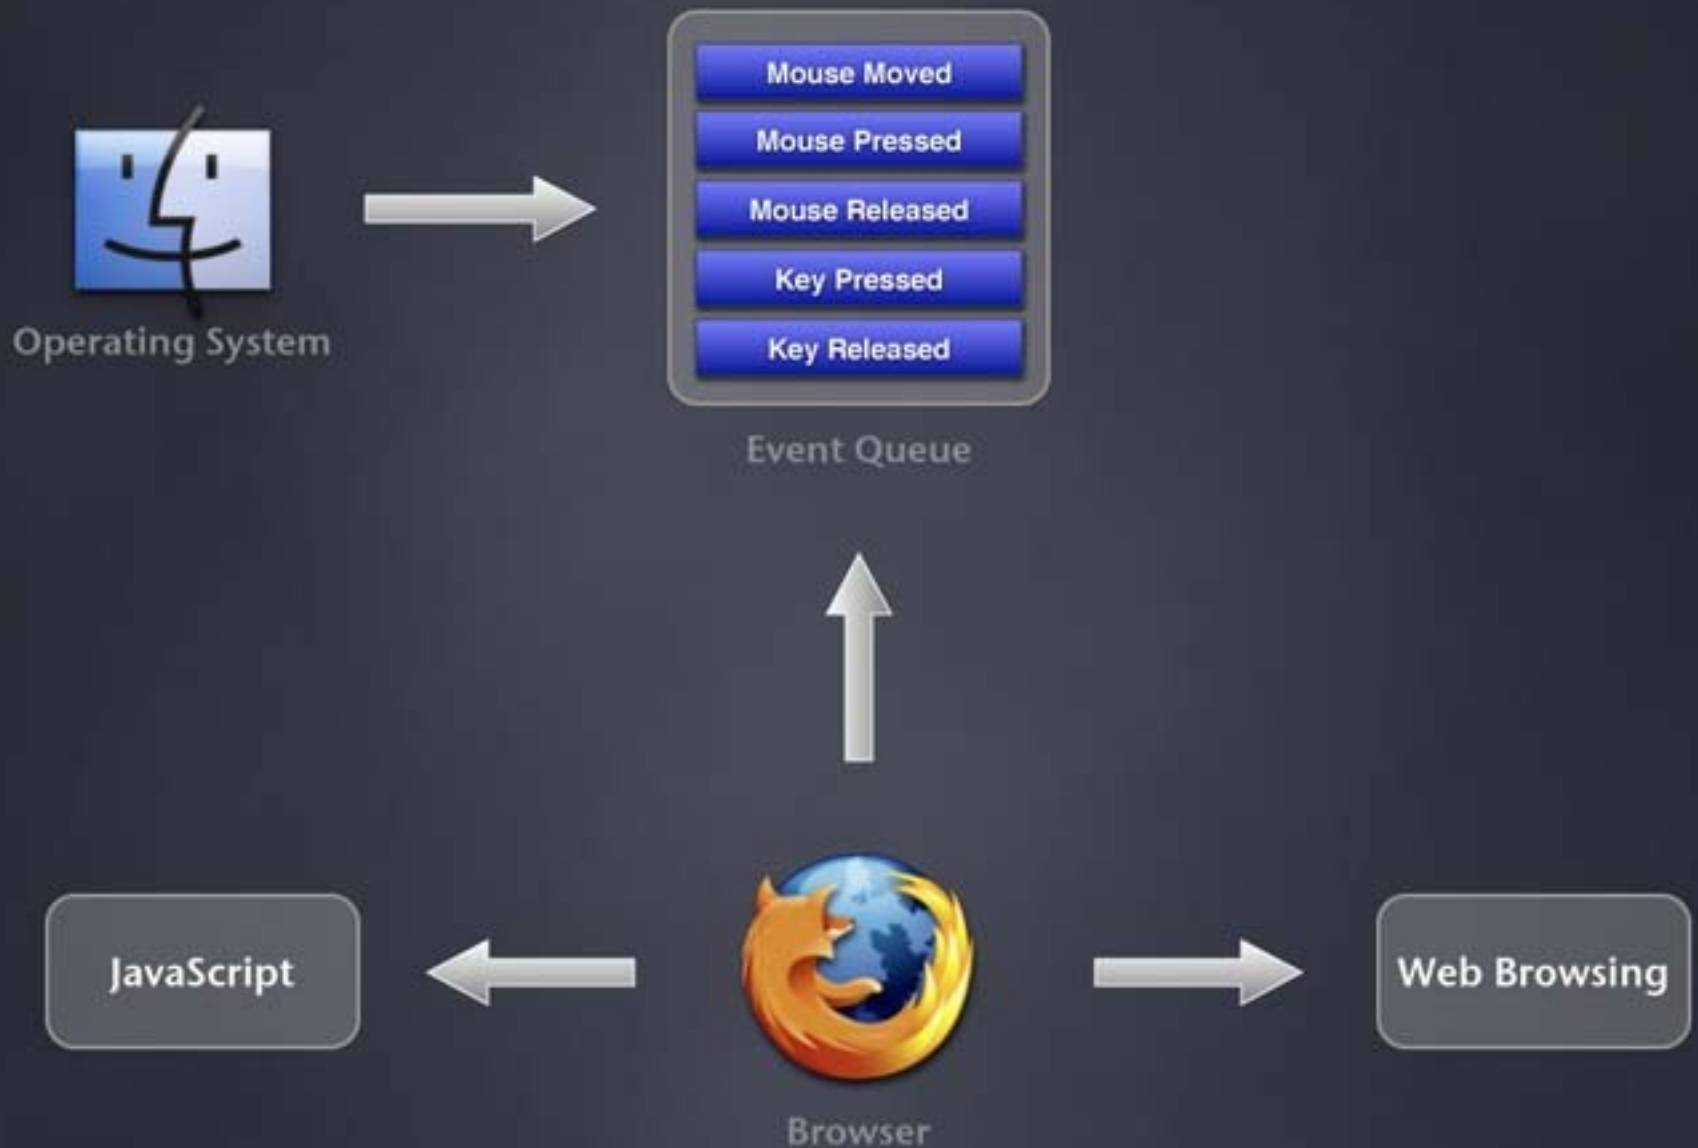 Mouse Moved
Mouse Pressed
Mouse Released
Key Pressed
Key Released
Operating System
Event Queue
JavaScript
Web Browsing
Browser